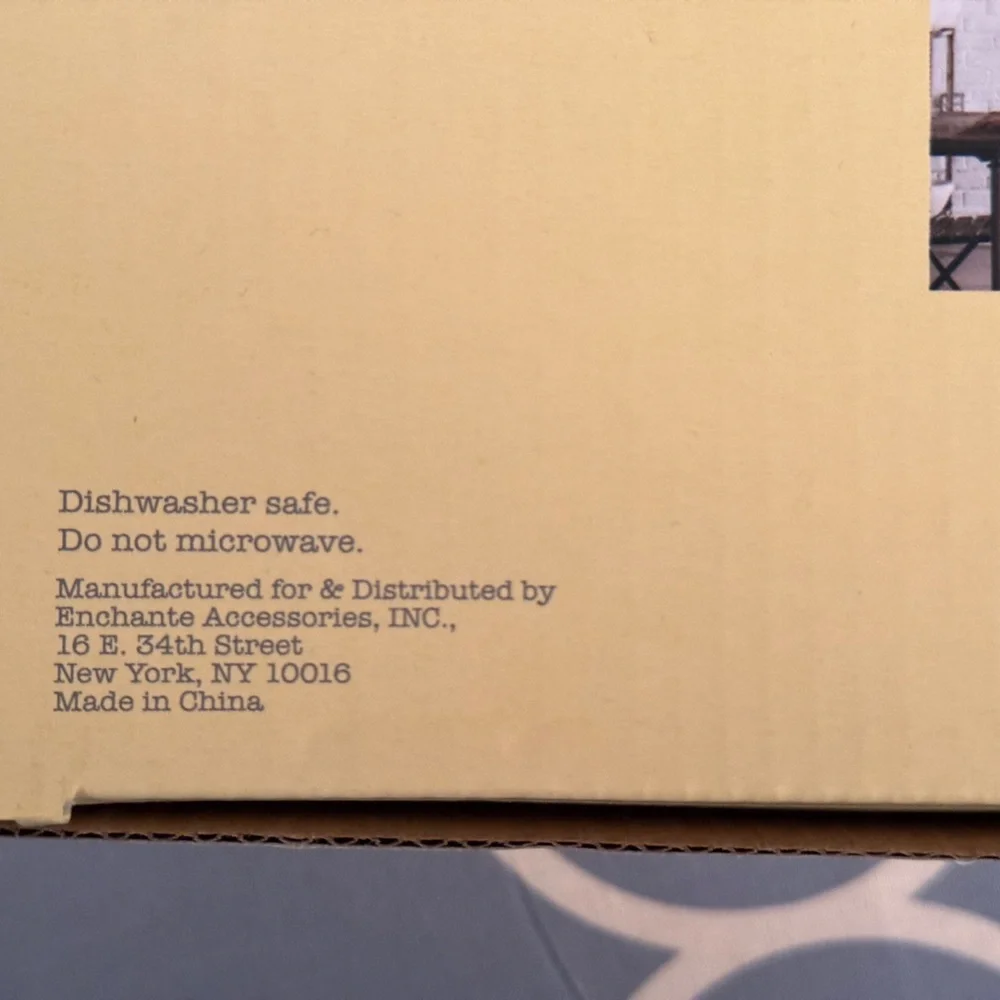 Dishwasher safe.
Do not microwave.
Manufactured for & Distributed by
Enchante Accessories, INC.,
16 E. 34th Street
New York, NY 10016
Made in China